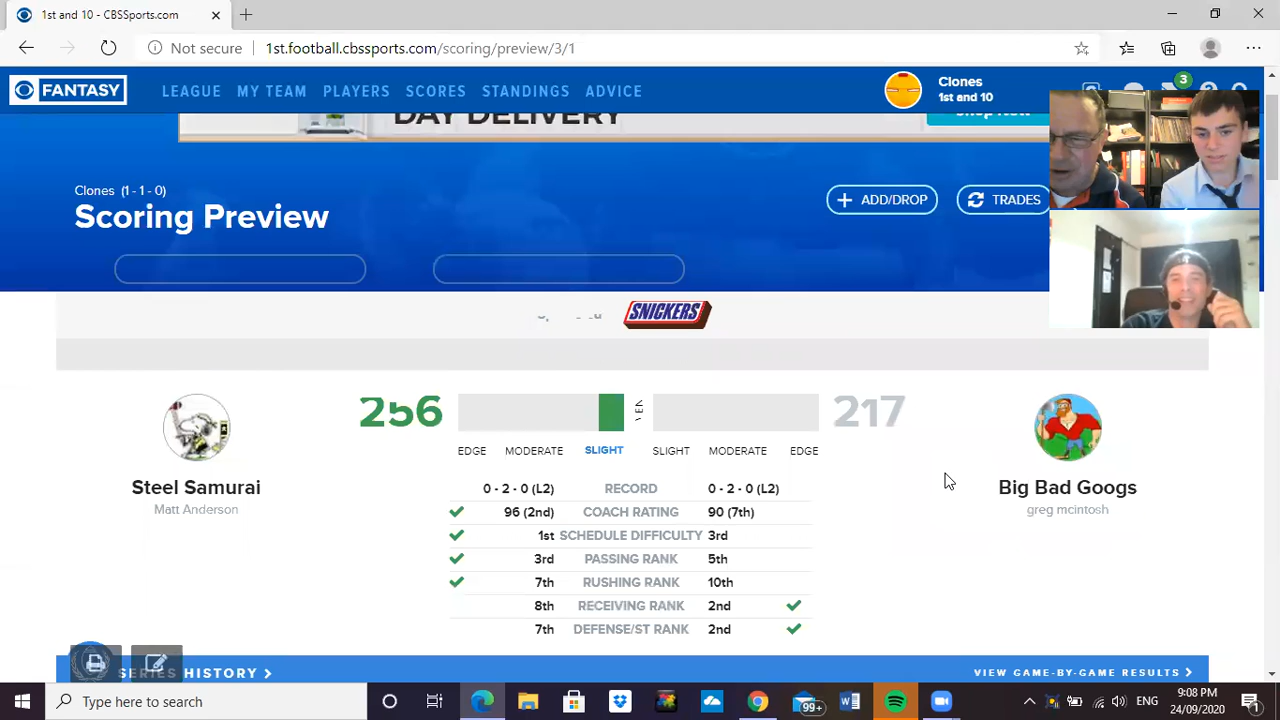 1st and 10 - CBSSports.com
Not secure
1st.football.cbssports.com/scoring/preview/3/1
FANTASY
LEAGUE MY TEAM PLAYERS SCORES STANDINGS ADVICE
Clones
1st and 10
3
DAY DELIVERY
Shop Now
Clones (1 - 1 - 0)
Scoring Preview
ADD/DROP
TRADES
SNICKERS
256
217
EDGE MODERATE SLIGHT SLIGHT MODERATE EDGE
Steel Samurai
Matt Anderson
Big Bad Googs
greg mcintosh
0 - 2 - 0 (L2) RECORD 0 - 2 - 0 (L2)
96 (2nd) COACH RATING 90 (7th)
1st SCHEDULE DIFFICULTY 3rd
3rd PASSING RANK 5th
7th RUSHING RANK 10th
8th RECEIVING RANK 2nd
7th DEFENSE/ST RANK 2nd
SERIES HISTORY
VIEW GAME-BY-GAME RESULTS
Type here to search
99+
ENG
9:08 PM
24/09/2020
1